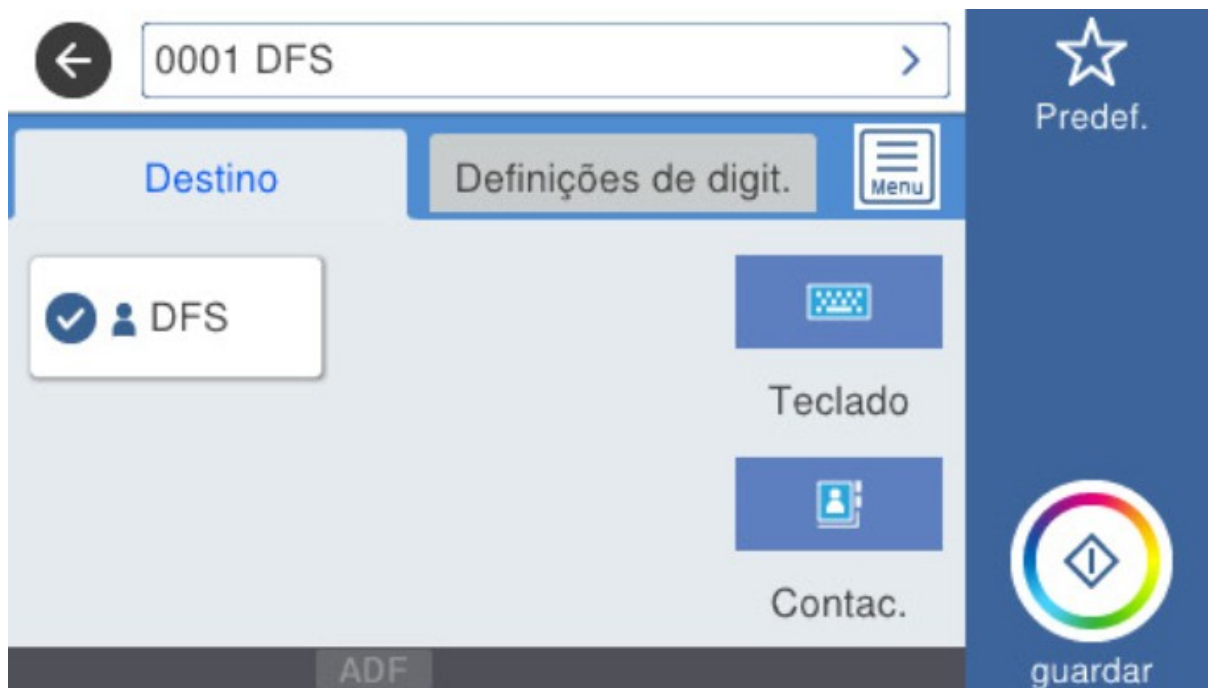 0001 DFS
Predef.
Destino
Definições de digit.
Menu
DFS
Teclado
Contac.
ADF
guardar